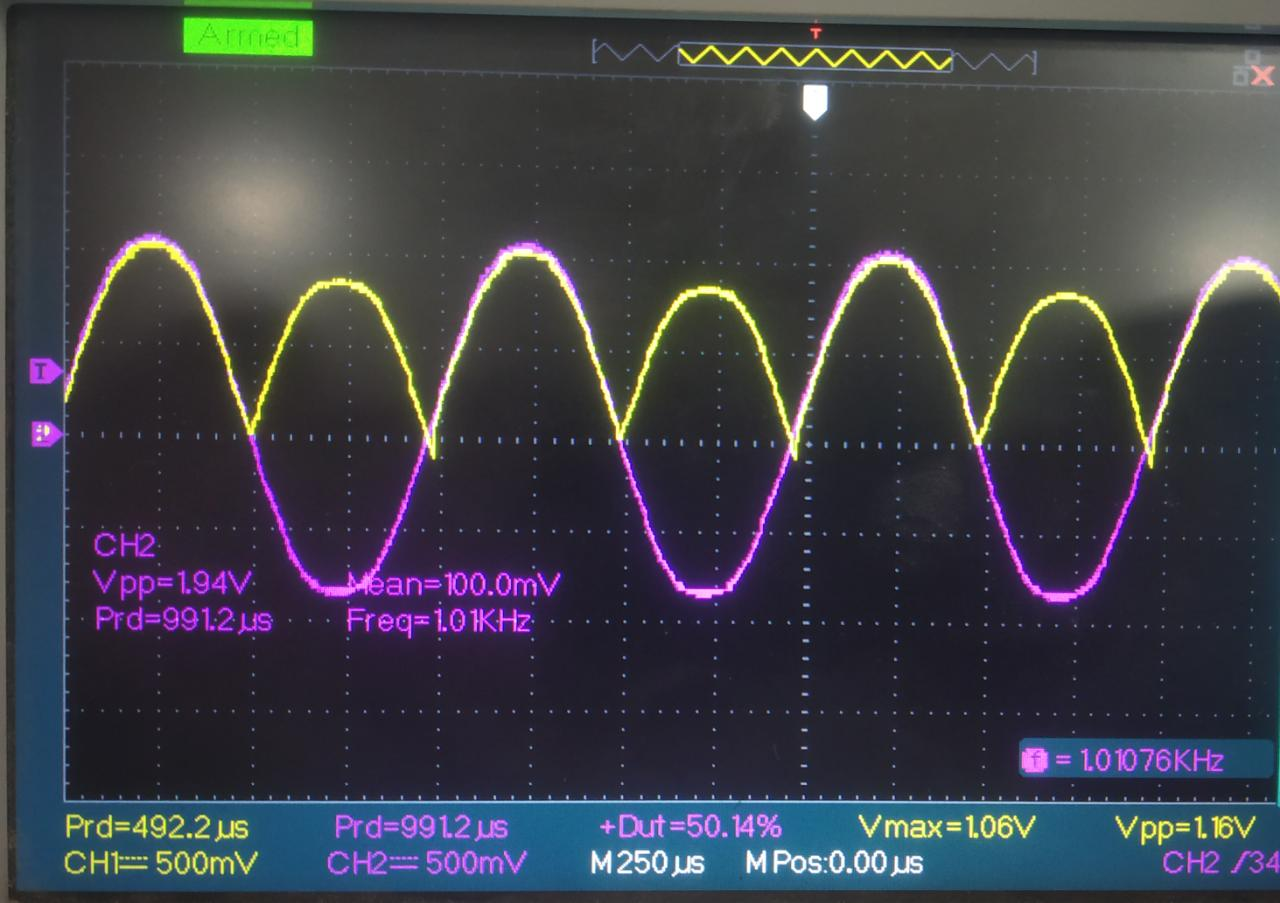 Armed
T
T
CH2
Vpp=1.94V Mean=100.0mV
Prd=991.2µs Freq=1.01KHz
f = 1.01076KHz
Prd=492.2µs Prd=991.2µs +Dut=50.14% Vmax=1.06V Vpp=1.16V
CH1 500mV CH2 500mV M 250µs M Pos:0.00µs CH2 34